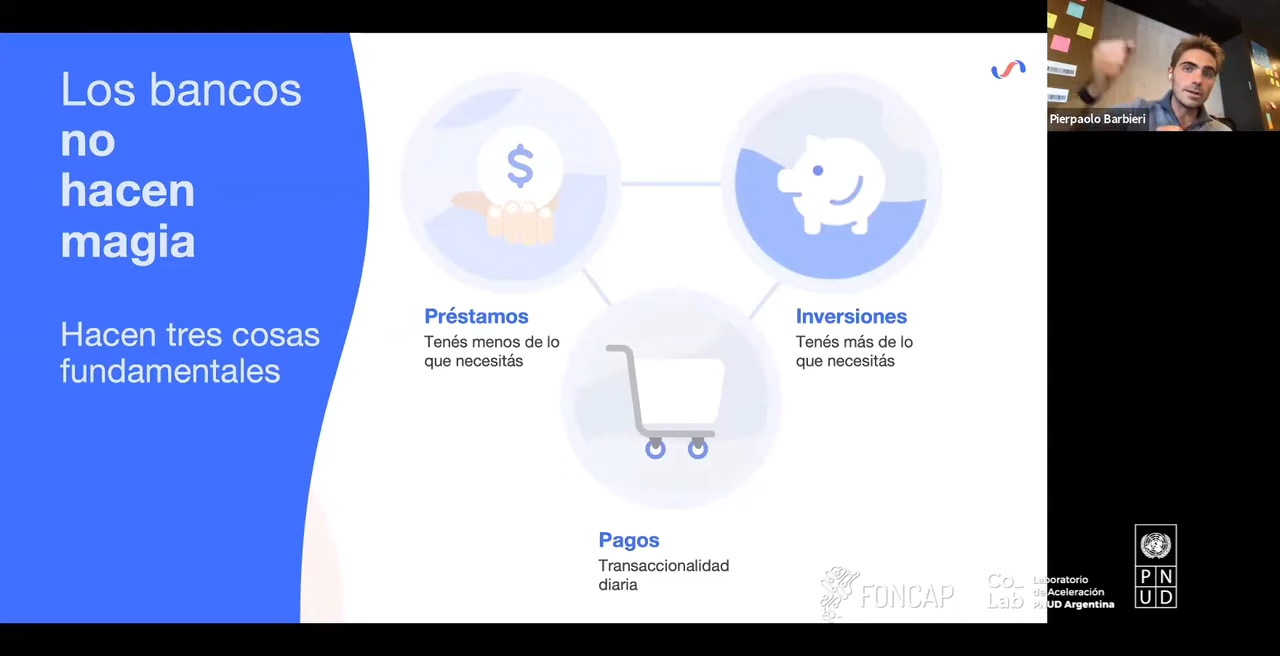 Los bancos
no
hacen
magia
Hacen tres cosas
fundamentales
$
Préstamos
Tenés menos de lo
que necesitás
Inversiones
Tenés más de lo
que necesitás
Pagos
Transaccionalidad
diaria
Pierpaolo Barbieri
FONCAP
Co_
Lab
Laboratorio
de Aceleración
PNUD Argentina
P N
U D